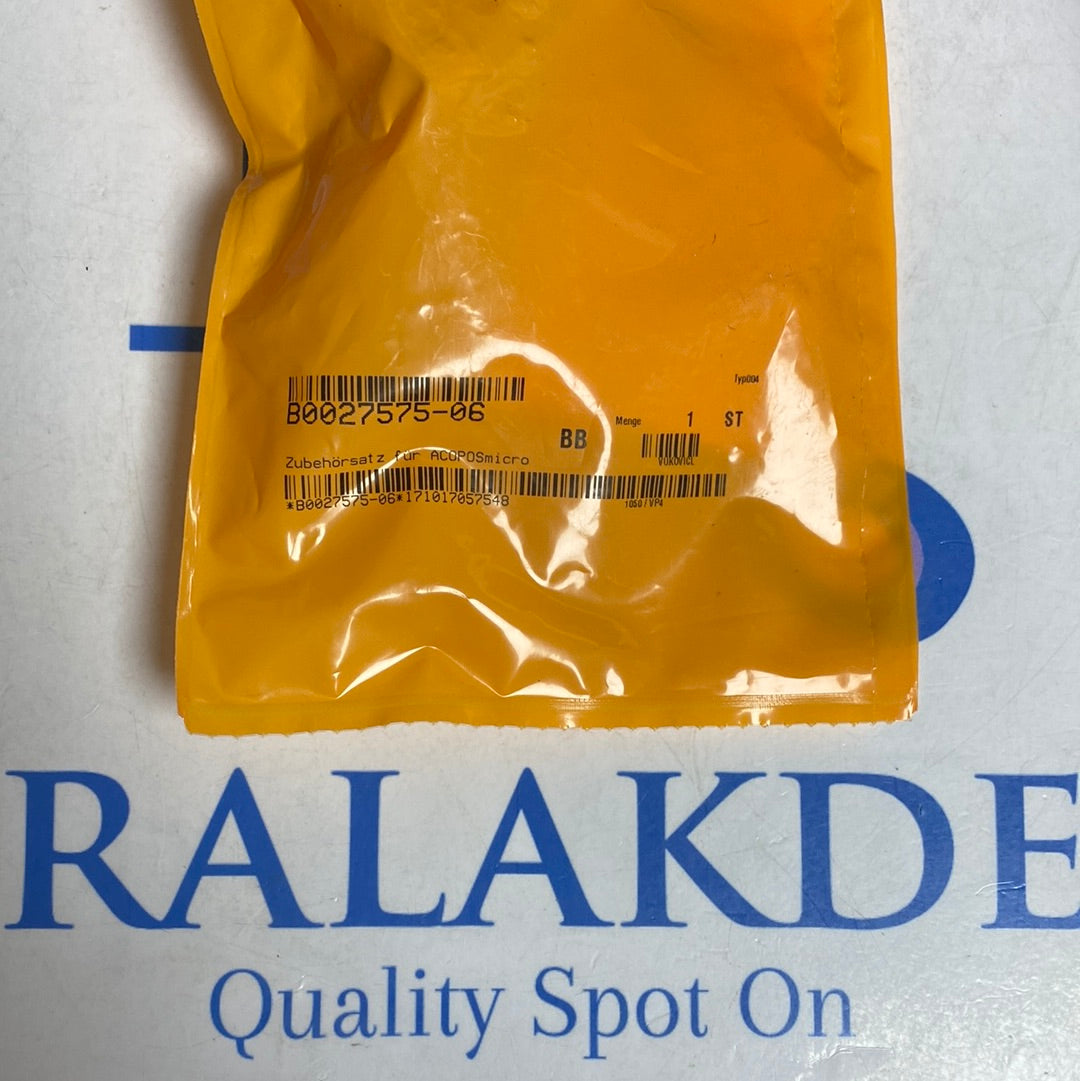 Typ004
B0027575-06
BB
Menge 1 ST
VUKOVICL
Zubehörsatz für ACOPOSmicro
*B0027575-06*171017057548
1050/VP4
RALAKDE
Quality Spot On